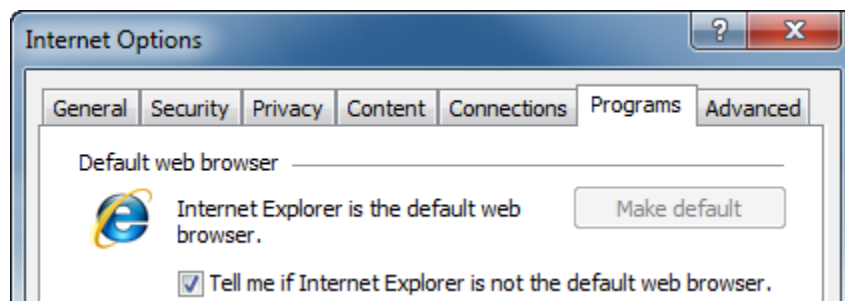 Internet Options
?
X
General Security Privacy Content Connections Programs Advanced
Default web browser
Internet Explorer is the default web
browser.
Make default
Tell me if Internet Explorer is not the default web browser.